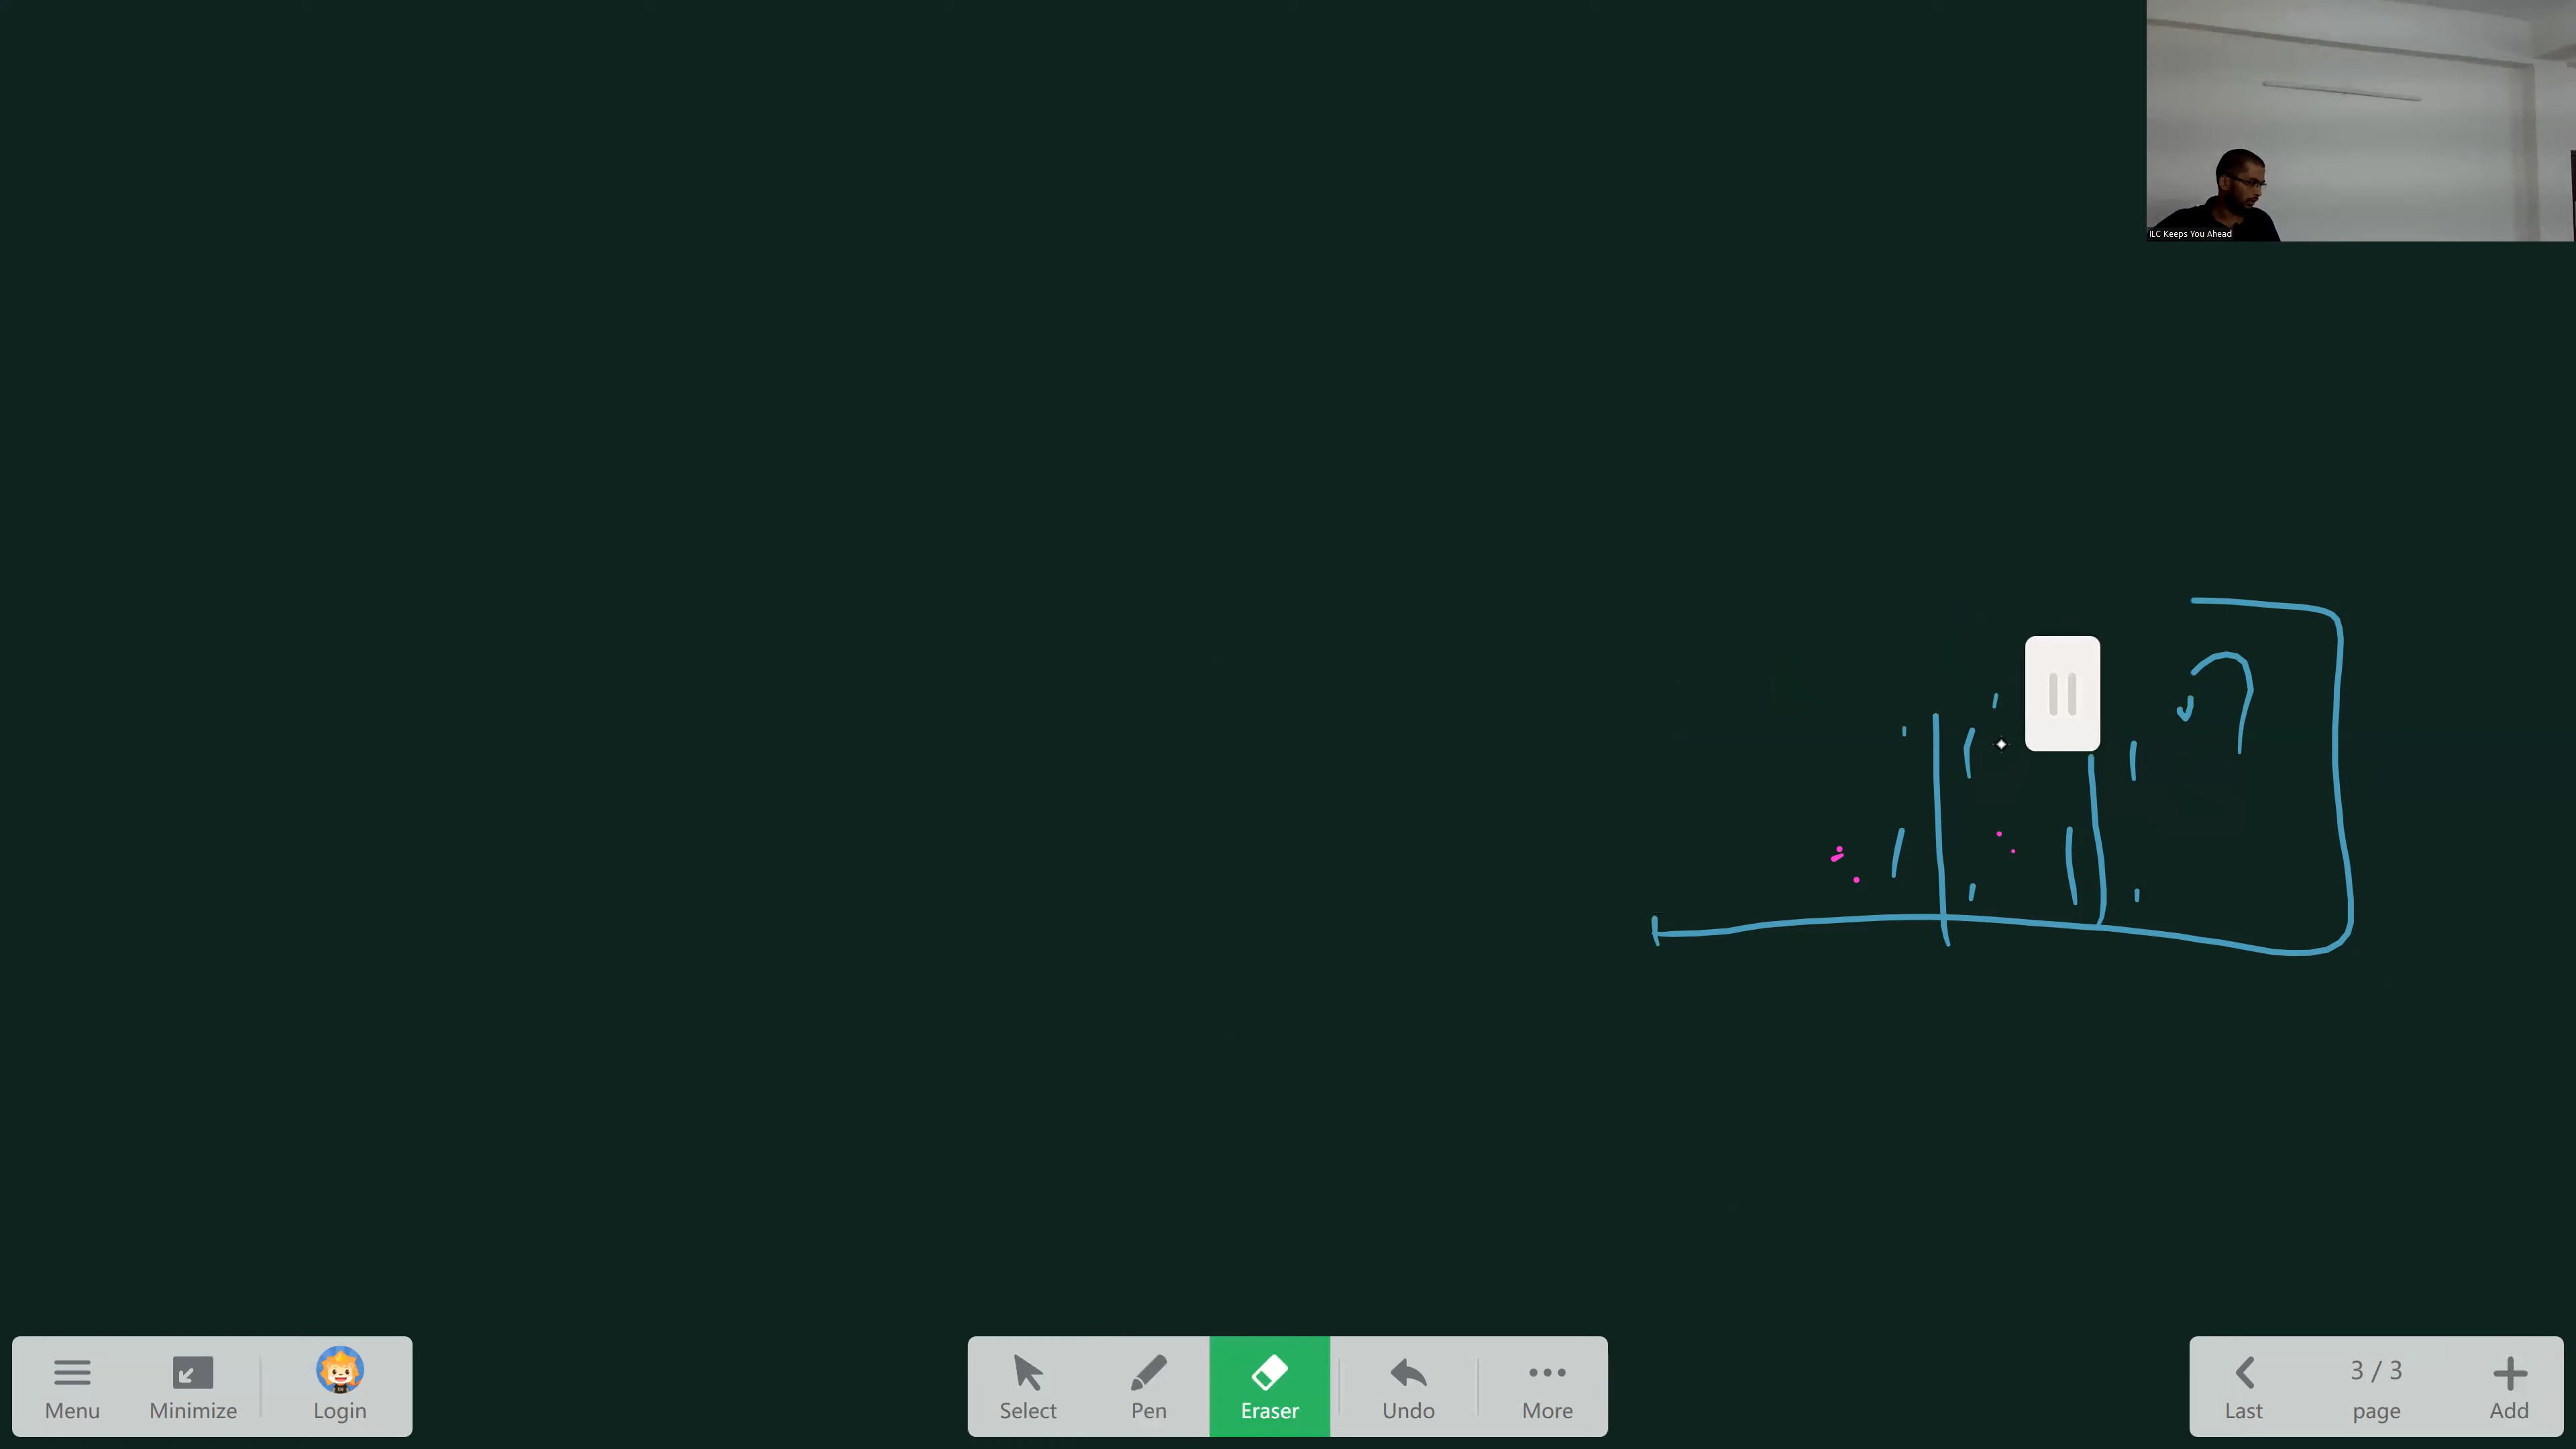 ILC Keeps You Ahead
Menu Minimize Login Select Pen Eraser Undo More Last 3 / 3 page Add